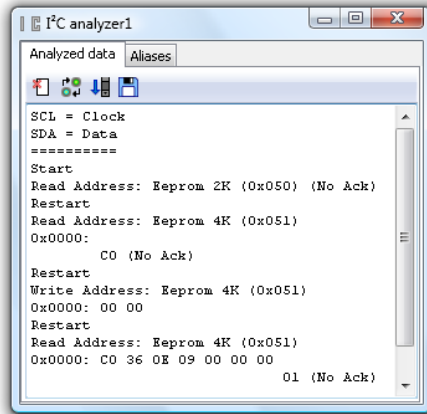 I²C analyzer1
Analyzed data Aliases
SCL = Clock
SDA = Data
==========
Start
Read Address: Eeprom 2K (0x050) (No Ack)
Restart
Read Address: Eeprom 4K (0x051)
0x0000:
C0 (No Ack)
Restart
Write Address: Eeprom 4K (0x051)
0x0000: 00 00
Restart
Read Address: Eeprom 4K (0x051)
0x0000: C0 36 0E 09 00 00 00
01 (No Ack)